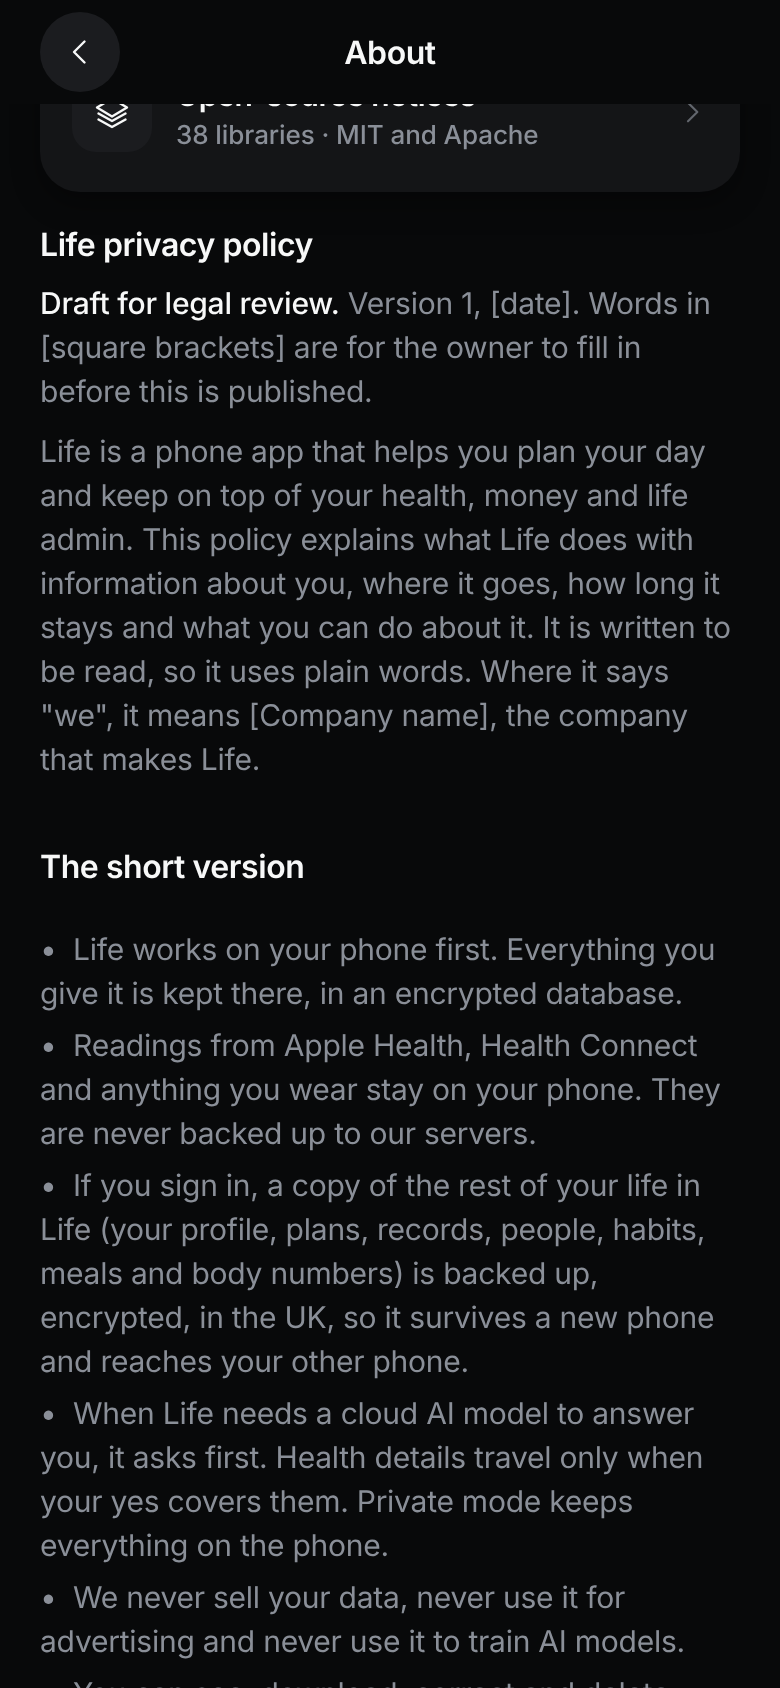 About
Open-source notices
38 libraries · MIT and Apache
Life privacy policy
Draft for legal review. Version 1, [date]. Words in
[square brackets] are for the owner to fill in
before this is published.
Life is a phone app that helps you plan your day
and keep on top of your health, money and life
admin. This policy explains what Life does with
information about you, where it goes, how long it
stays and what you can do about it. It is written to
be read, so it uses plain words. Where it says
"we", it means [Company name], the company
that makes Life.
The short version
• Life works on your phone first. Everything you
give it is kept there, in an encrypted database.
• Readings from Apple Health, Health Connect
and anything you wear stay on your phone. They
are never backed up to our servers.
• If you sign in, a copy of the rest of your life in
Life (your profile, plans, records, people, habits,
meals and body numbers) is backed up,
encrypted, in the UK, so it survives a new phone
and reaches your other phone.
• When Life needs a cloud AI model to answer
you, it asks first. Health details travel only when
your yes covers them. Private mode keeps
everything on the phone.
• We never sell your data, never use it for
advertising and never use it to train AI models.
• You can see, download, correct and delete